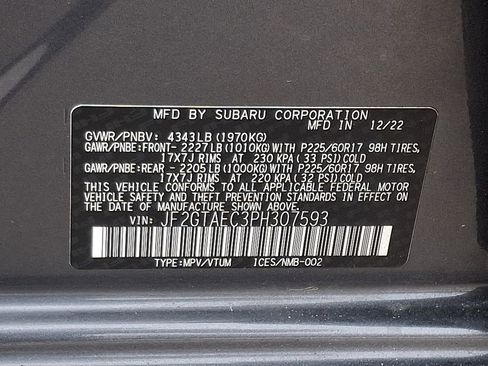 MFD BY SUBARU CORPORATION
MFD IN 12/22
GVWR/PNBV: 4343LB (1970KG)
GAWR/PNBE:FRONT- 2227LB (1010KG) WITH P225/60R17 98H TIRES,
17X7J RIMS AT 230 KPA ( 33 PSI) COLD
GAWR/PNBE:REAR - 2205LB (1000KG) WITH P225/60R17 98H TIRES,
17X7J RIMS AT 220 KPA ( 32 PSI) COLD
THIS VEHICLE CONFORMS TO ALL APPLICABLE FEDERAL MOTOR
VEHICLE SAFETY AND THEFT PREVENTION STANDARDS IN EFFECT ON
THE DATE OF MANUFACTURE SHOWN ABOVE.
VIN: JF2GTAEC3PH307593
TYPE:MPV/VTUM ICES/NMB-002